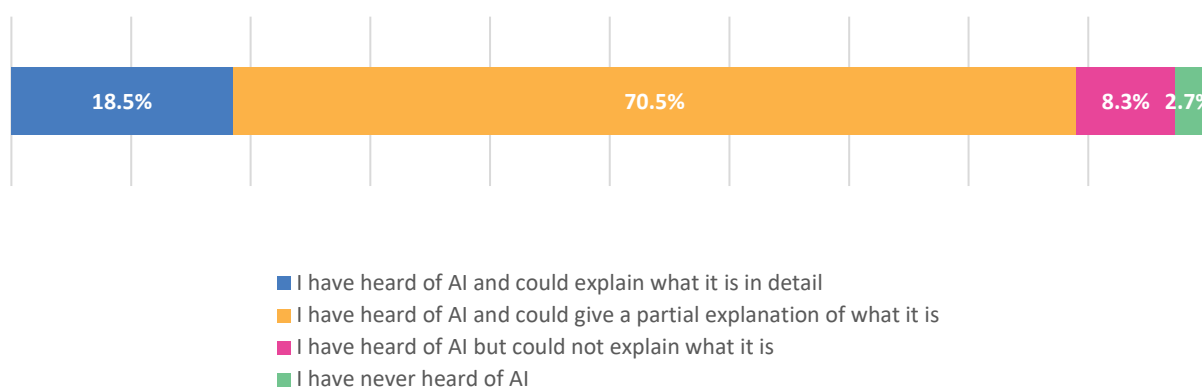 18.5% 70.5% 8.3% 2.7%
I have heard of AI and could explain what it is in detail
I have heard of AI and could give a partial explanation of what it is
I have heard of AI but could not explain what it is
I have never heard of AI